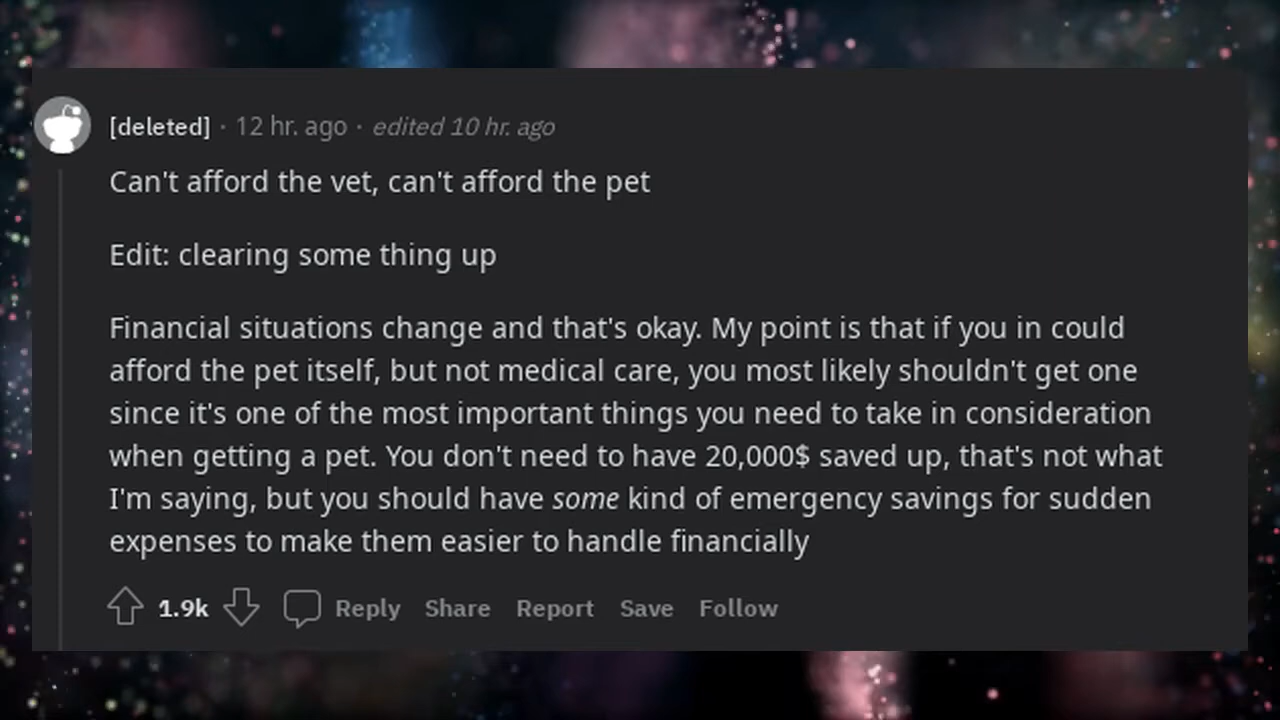 [deleted] · 12 hr. ago · edited 10 hr. ago
Can't afford the vet, can't afford the pet
Edit: clearing some thing up
Financial situations change and that's okay. My point is that if you in could
afford the pet itself, but not medical care, you most likely shouldn't get one
since it's one of the most important things you need to take in consideration
when getting a pet. You don't need to have 20,000$ saved up, that's not what
I'm saying, but you should have some kind of emergency savings for sudden
expenses to make them easier to handle financially
1.9k Reply Share Report Save Follow